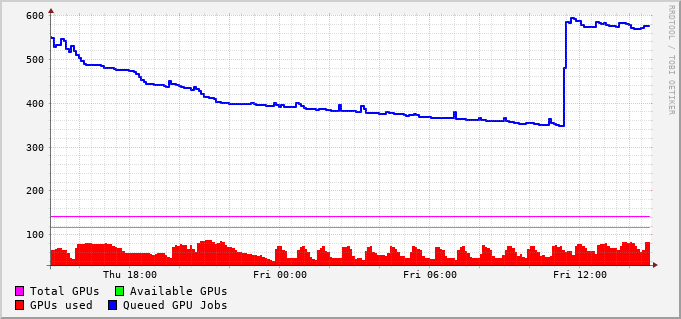 600
500
400
300
200
100
Thu 18:00 Fri 00:00 Fri 06:00 Fri 12:00
Total GPUs Available GPUs
GPUs used Queued GPU Jobs
RRDTOOL / TOBI OETIKER